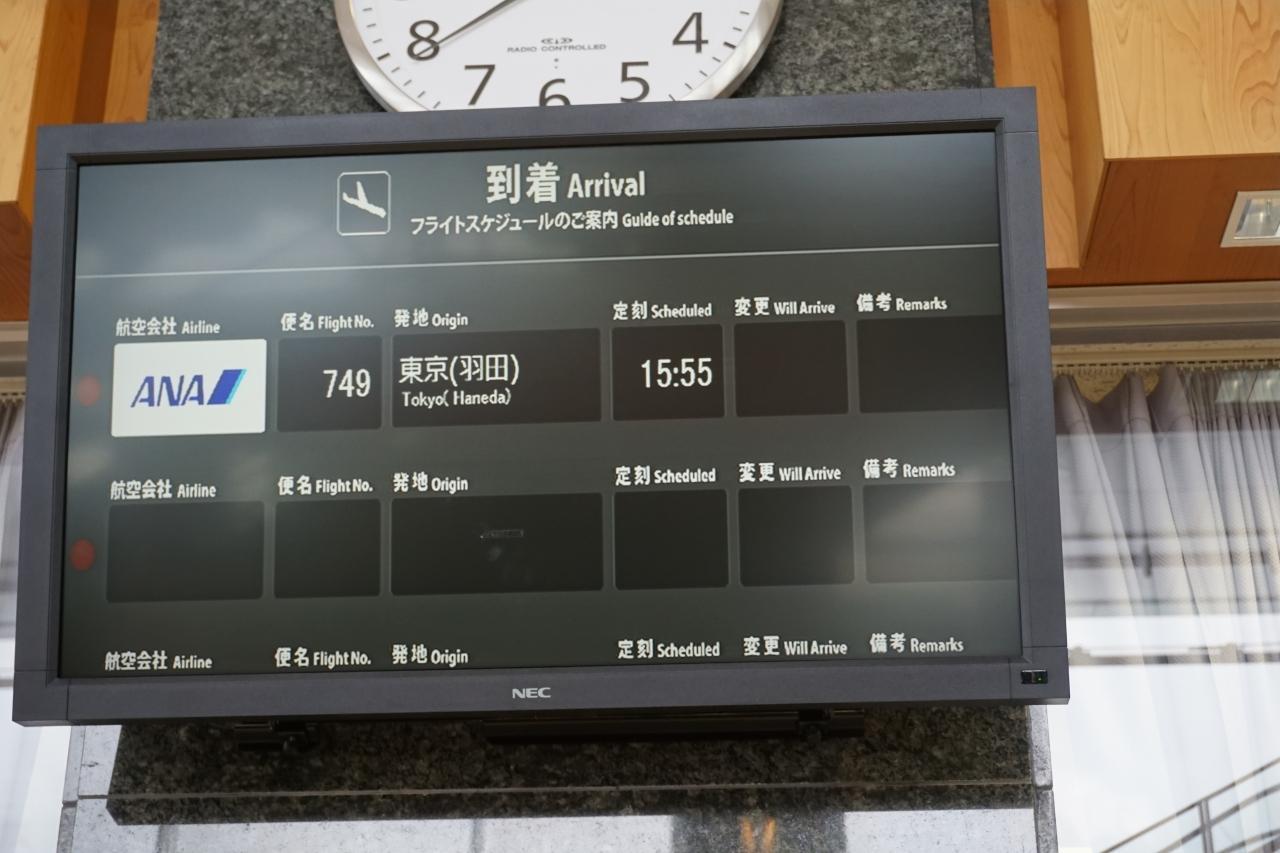 8 4
7 6 5
RADIO CONTROLLED
到着 Arrival
フライトスケジュールのご案内 Guide of schedule
航空会社 Airline 便名 Flight No. 発地 Origin 定刻 Scheduled 変更 Will Arrive 備考 Remarks
ANA 749 東京(羽田) 15:55
Tokyo( Haneda)
航空会社 Airline 便名 Flight No. 発地 Origin 定刻 Scheduled 変更 Will Arrive 備考 Remarks
航空会社 Airline 便名 Flight No. 発地 Origin 定刻 Scheduled 変更 Will Arrive 備考 Remarks
NEC